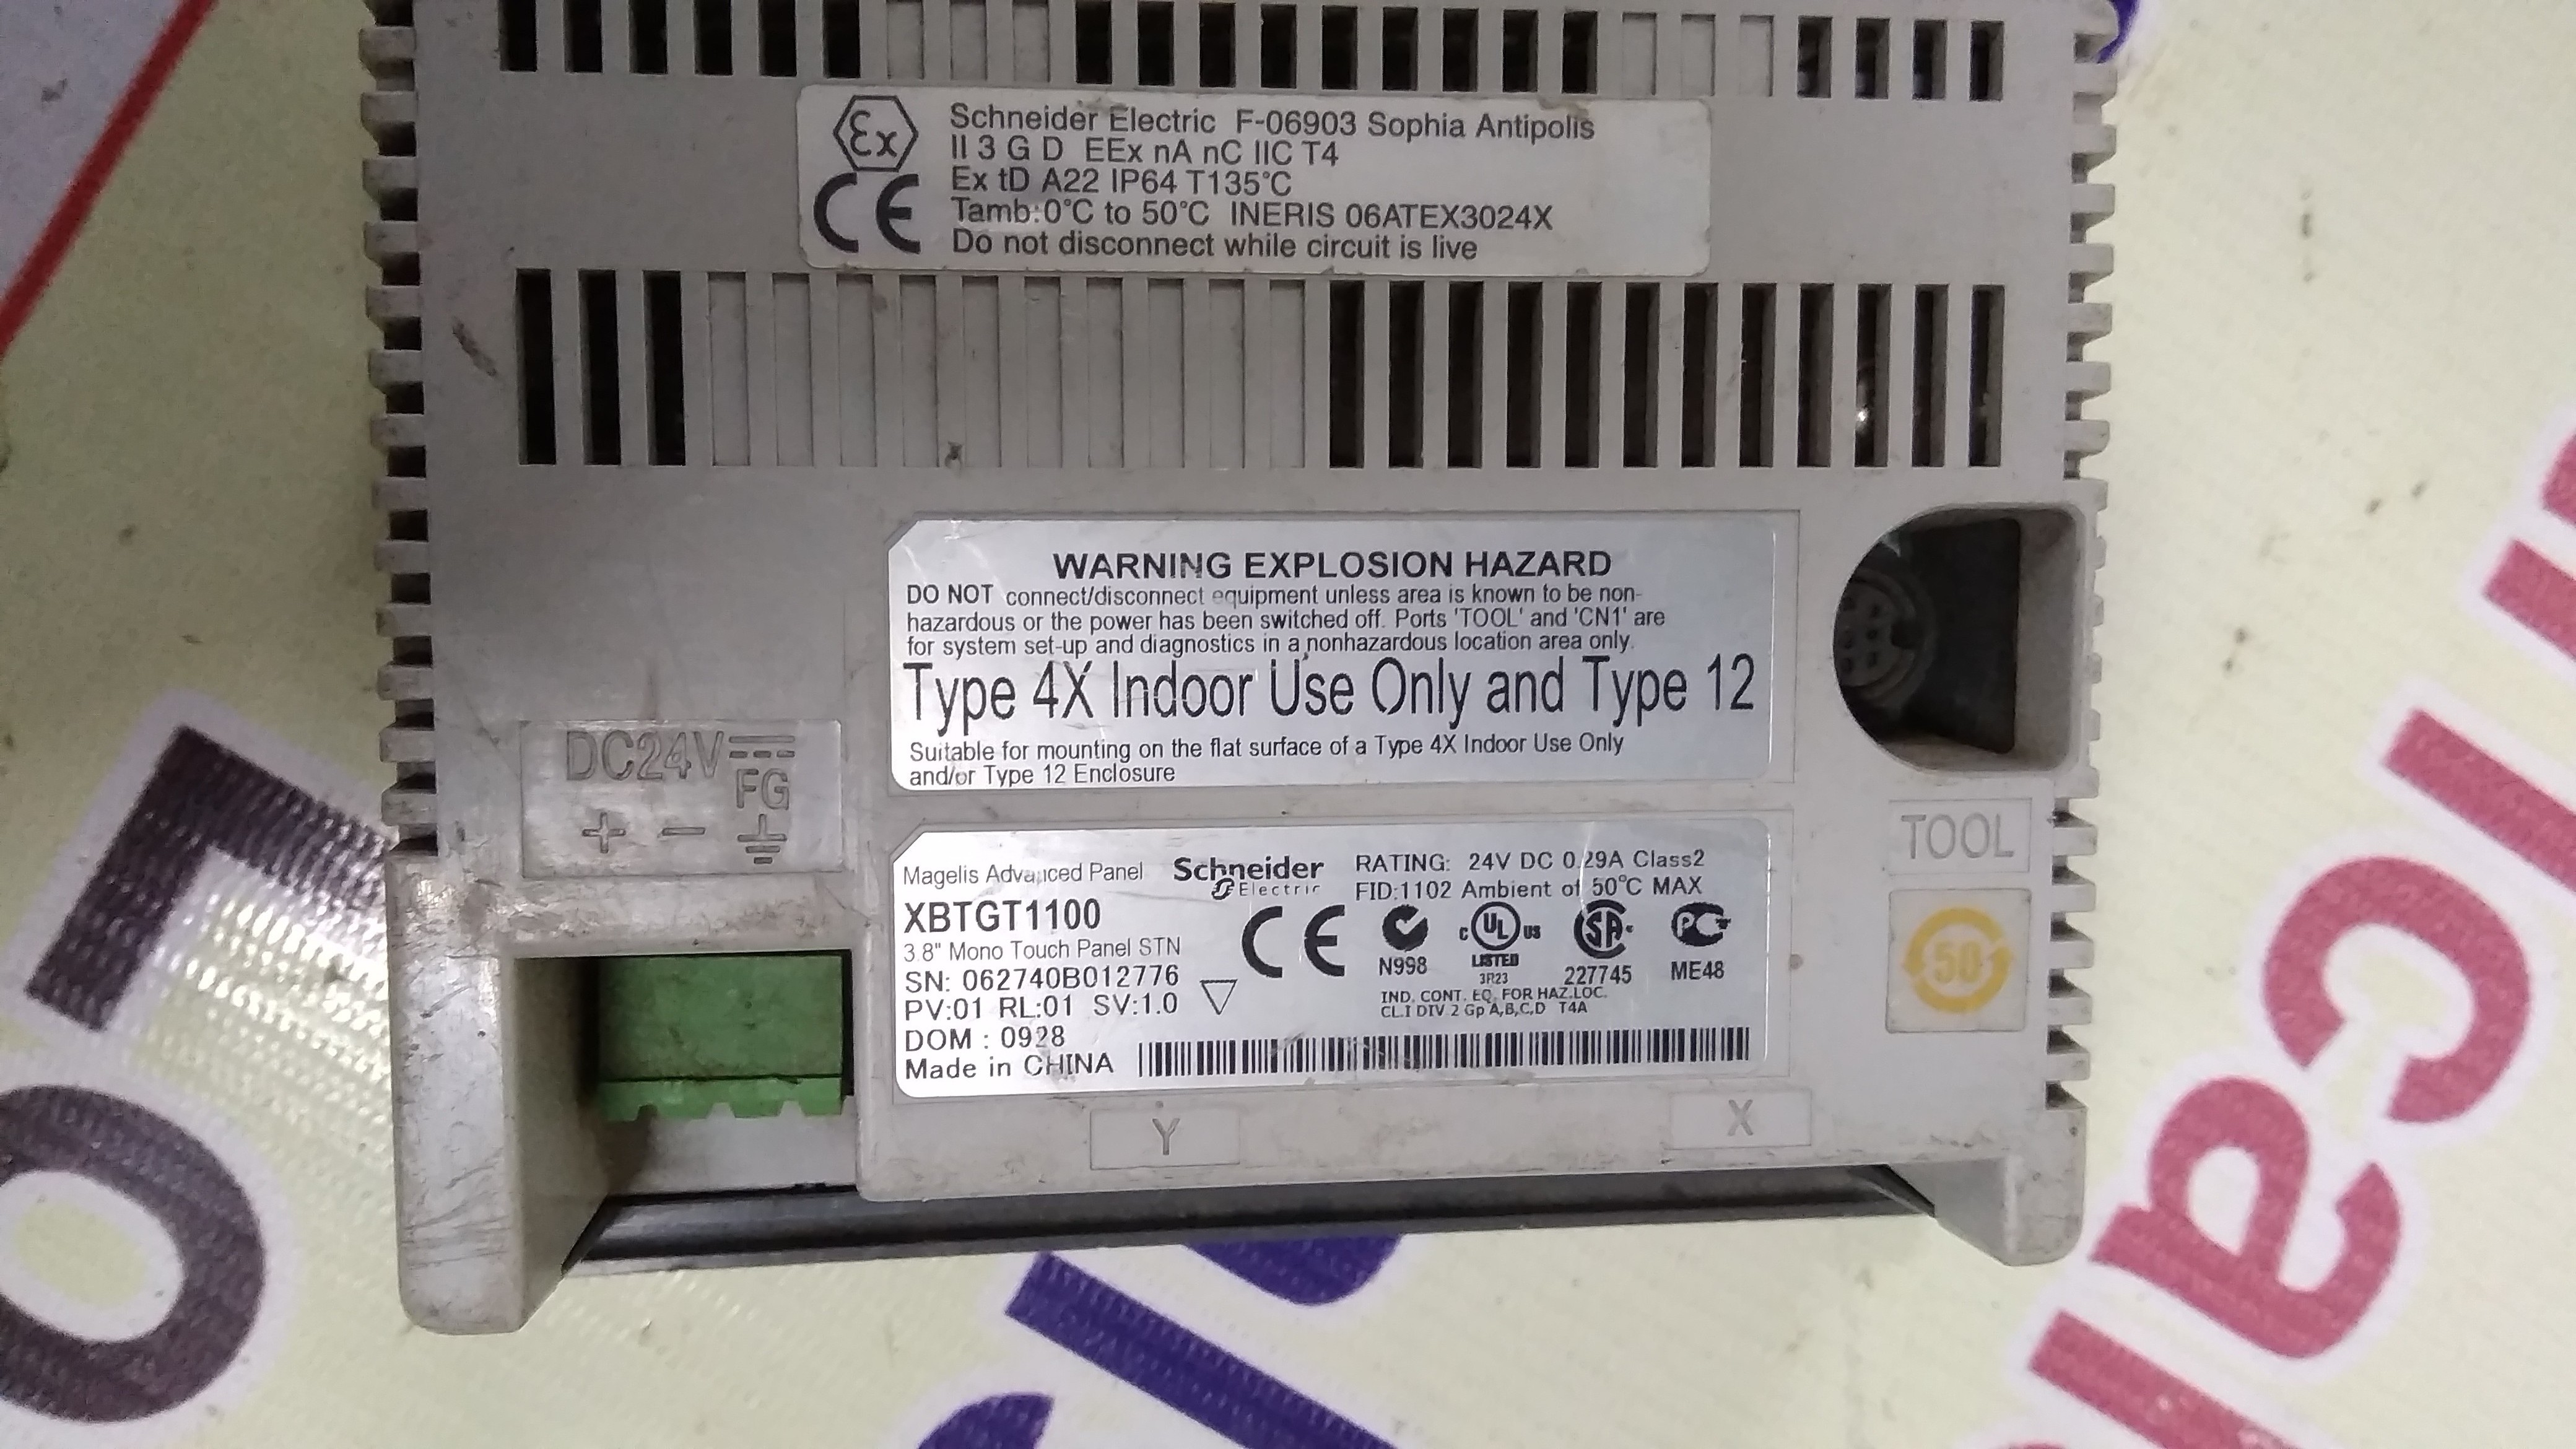 Ex
Schneider Electric F-06903 Sophia Antipolis
II 3 G D EEx nA nC IIC T4
Ex tD A22 IP64 T135°C
CE
Tamb:0°C to 50°C INERIS 06ATEX3024X
Do not disconnect while circuit is live
WARNING EXPLOSION HAZARD
DO NOT connect/disconnect equipment unless area is known to be non-
hazardous or the power has been switched off. Ports 'TOOL' and 'CN1' are
for system set-up and diagnostics in a nonhazardous location area only.
Type 4X Indoor Use Only and Type 12
Suitable for mounting on the flat surface of a Type 4X Indoor Use Only
and/or Type 12 Enclosure
DC24V
FG
+ −
TOOL
50
Magelis Advanced Panel
XBTGT1100
3.8" Mono Touch Panel STN
SN: 062740B012776
PV:01 RL:01 SV:1.0
DOM : 0928
Made in CHINA
Schneider
Electric
RATING: 24V DC 0.29A Class2
FID:1102 Ambient of 50°C MAX
CE
N998
c UL us
LISTED
3R23
SA
227745
PC
ME48
IND. CONT. EQ. FOR HAZ.LOC.
CL.I DIV 2 Gp A,B,C,D T4A
Y
X